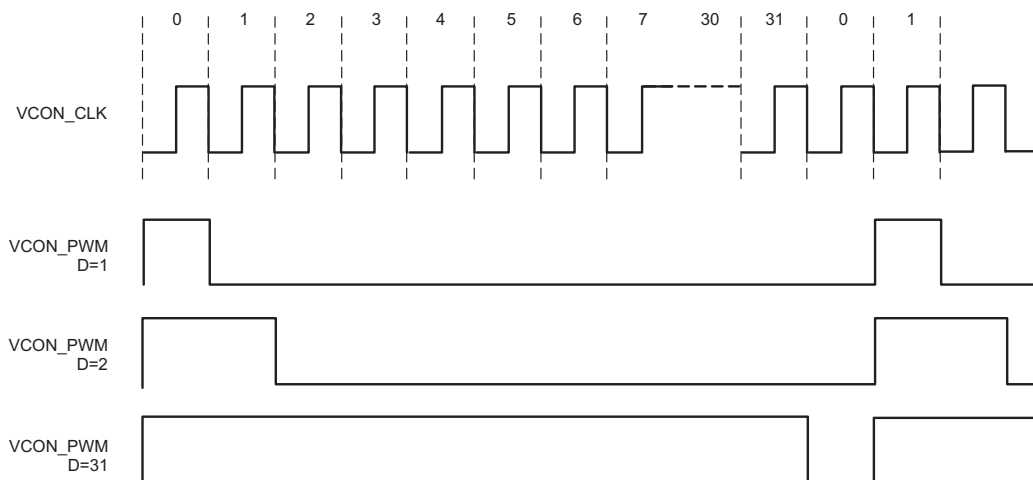 0 1 2 3 4 5 6 7 30 31 0 1
VCON_CLK
VCON_PWM
D=1
VCON_PWM
D=2
VCON_PWM
D=31